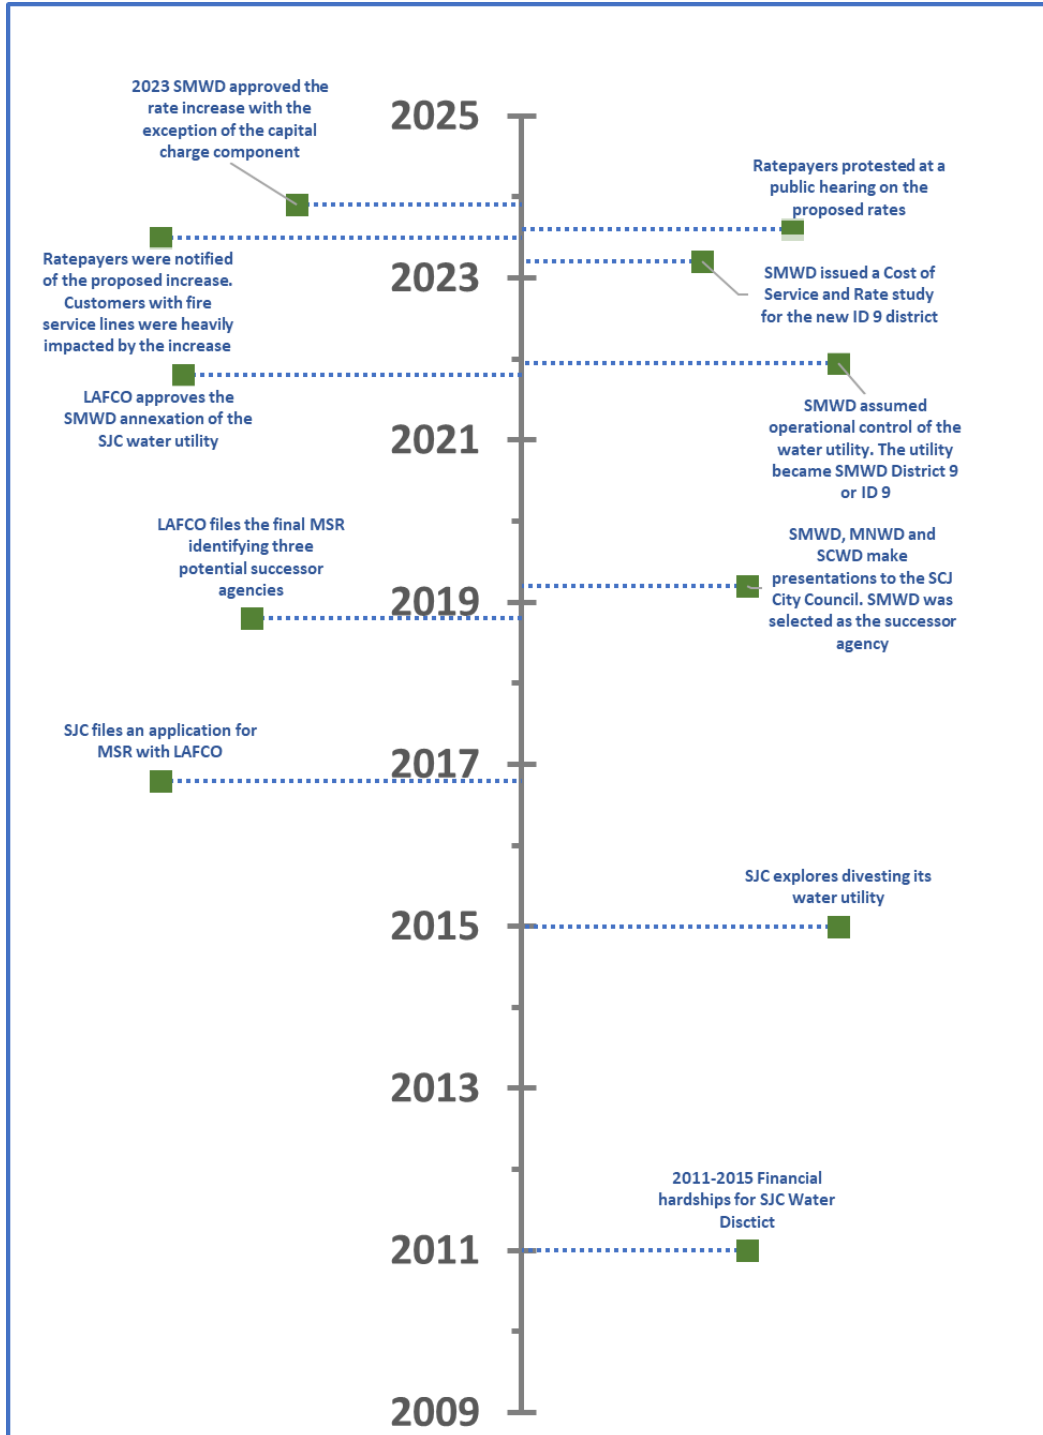 2023 SMWD approved the
rate increase with the
exception of the capital
charge component
2025
Ratepayers protested at a
public hearing on the
proposed rates
Ratepayers were notified
of the proposed increase.
Customers with fire
service lines were heavily
impacted by the increase
2023
SMWD issued a Cost of
Service and Rate study
for the new ID 9 district
LAFCO approves the
SMWD annexation of the
SJC water utility
2021
SMWD assumed
operational control of the
water utility. The utility
became SMWD District 9
or ID 9
LAFCO files the final MSR
identifying three
potential successor
agencies
2019
SMWD, MNWD and
SCWD make
presentations to the SCJ
City Council. SMWD was
selected as the successor
agency
SJC files an application for
MSR with LAFCO
2017
SJC explores divesting its
water utility
2015
2013
2011-2015 Financial
hardships for SJC Water
Disctict
2011
2009